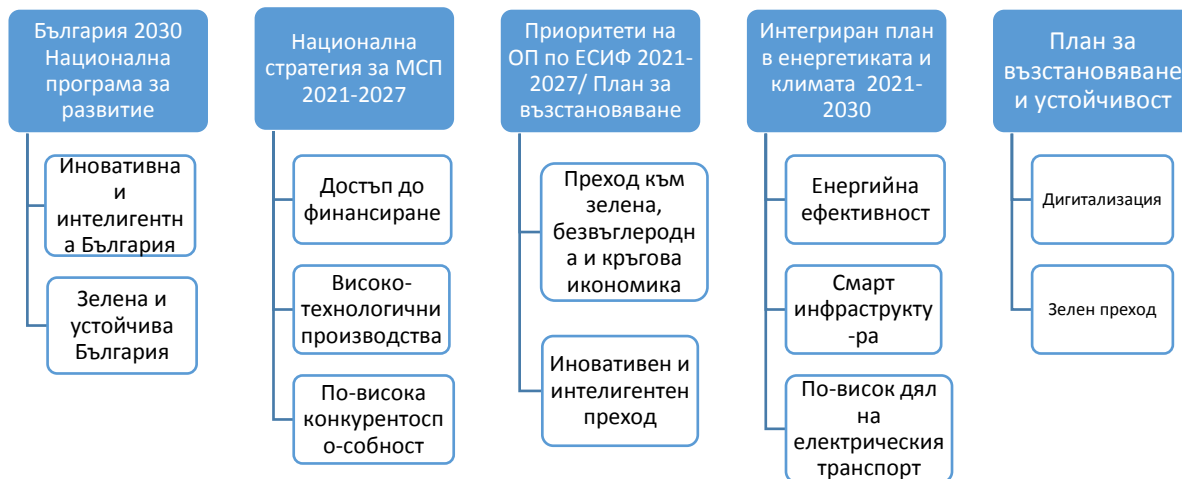 България 2030
Национална
програма за
развитие
Иновативна
и
интелигентн
а България
Зелена и
устойчива
България
Национална
стратегия за МСП
2021-2027
Достъп до
финансиране
Високо-
технологични
производства
По-висока
конкурентосп
о-собност
Приоритети на
ОП по ЕСИФ 2021-
2027/ План за
възстановяване
Преход към
зелена,
безвъглеродн
а и кръгова
икономика
Иновативен и
интелигентен
преход
Интегриран план
в енергетиката и
климата 2021-
2030
Енергийна
ефективност
Смарт
инфраструкту
-ра
По-висок дял
на
електрическия
транспорт
План за
възстановяване
и устойчивост
Дигитализация
Зелен преход